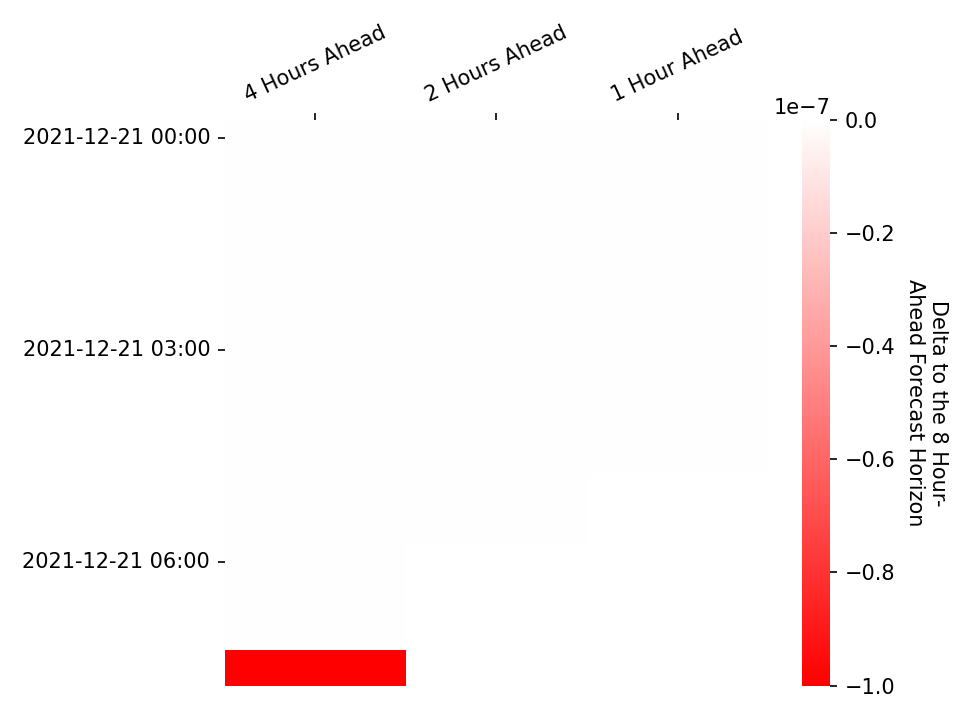 4 Hours Ahead
2 Hours Ahead
1 Hour Ahead
2021-12-21 00:00
2021-12-21 03:00
2021-12-21 06:00
1e−7
0.0
−0.2
−0.4
−0.6
−0.8
−1.0
Delta to the 8 Hour-
Ahead Forecast Horizon